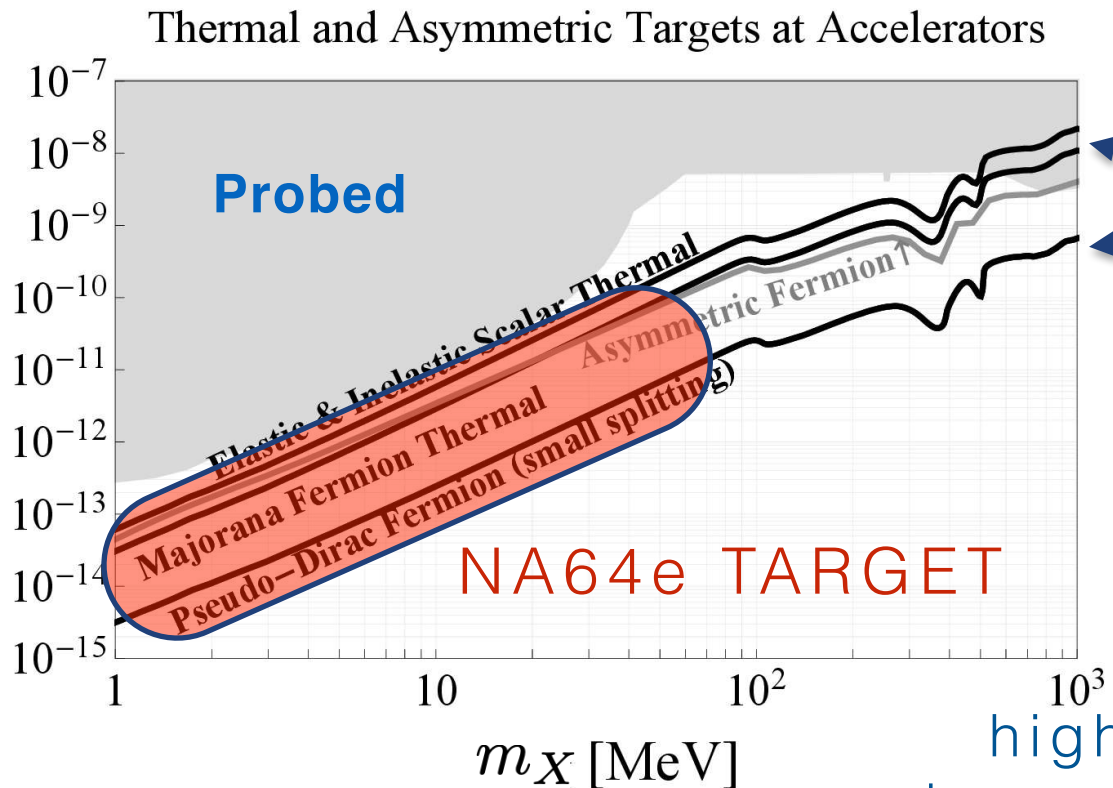 Thermal and Asymmetric Targets at Accelerators
10⁻⁷
10⁻⁸
10⁻⁹
10⁻¹⁰
10⁻¹¹
10⁻¹²
10⁻¹³
10⁻¹⁴
10⁻¹⁵
Probed
Elastic & Inelastic Scalar Thermal
Asymmetric Fermion↑
Majorana Fermion Thermal
Pseudo–Dirac Fermion (small splitting)
NA64e TARGET
1 10 10² 10³
m_X [MeV]
high